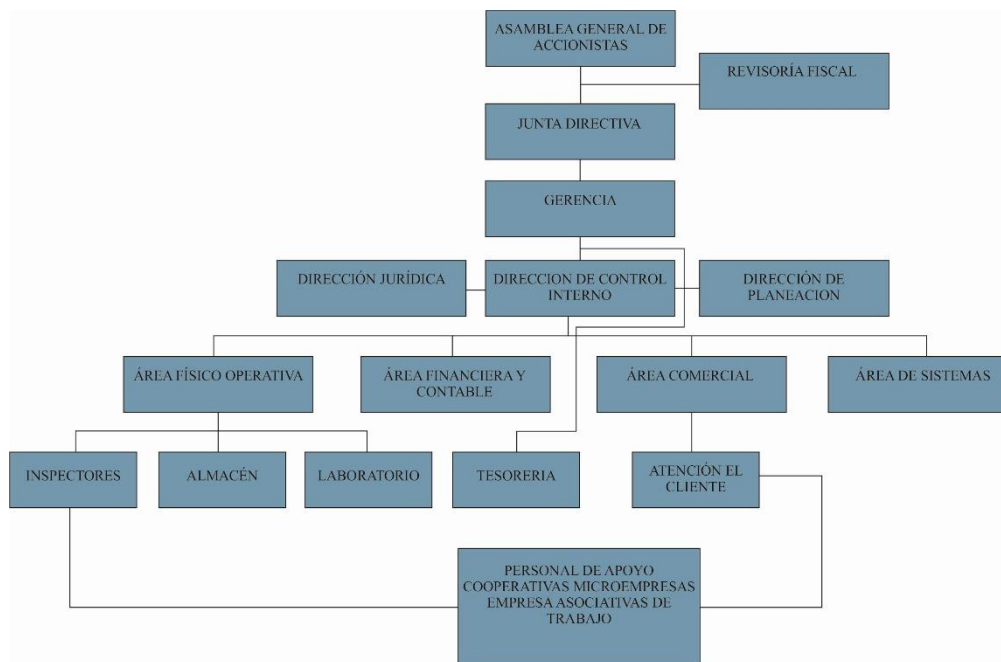 ASAMBLEA GENERAL DE
ACCIONISTAS
REVISORÍA FISCAL
JUNTA DIRECTIVA
GERENCIA
DIRECCIÓN JURÍDICA
DIRECCION DE CONTROL
INTERNO
DIRECCIÓN DE
PLANEACION
ÁREA FÍSICO OPERATIVA
ÁREA FINANCIERA Y
CONTABLE
ÁREA COMERCIAL
ÁREA DE SISTEMAS
INSPECTORES
ALMACÉN
LABORATORIO
TESORERIA
ATENCIÓN EL
CLIENTE
PERSONAL DE APOYO
COOPERATIVAS MICROEMPRESAS
EMPRESA ASOCIATIVAS DE
TRABAJO